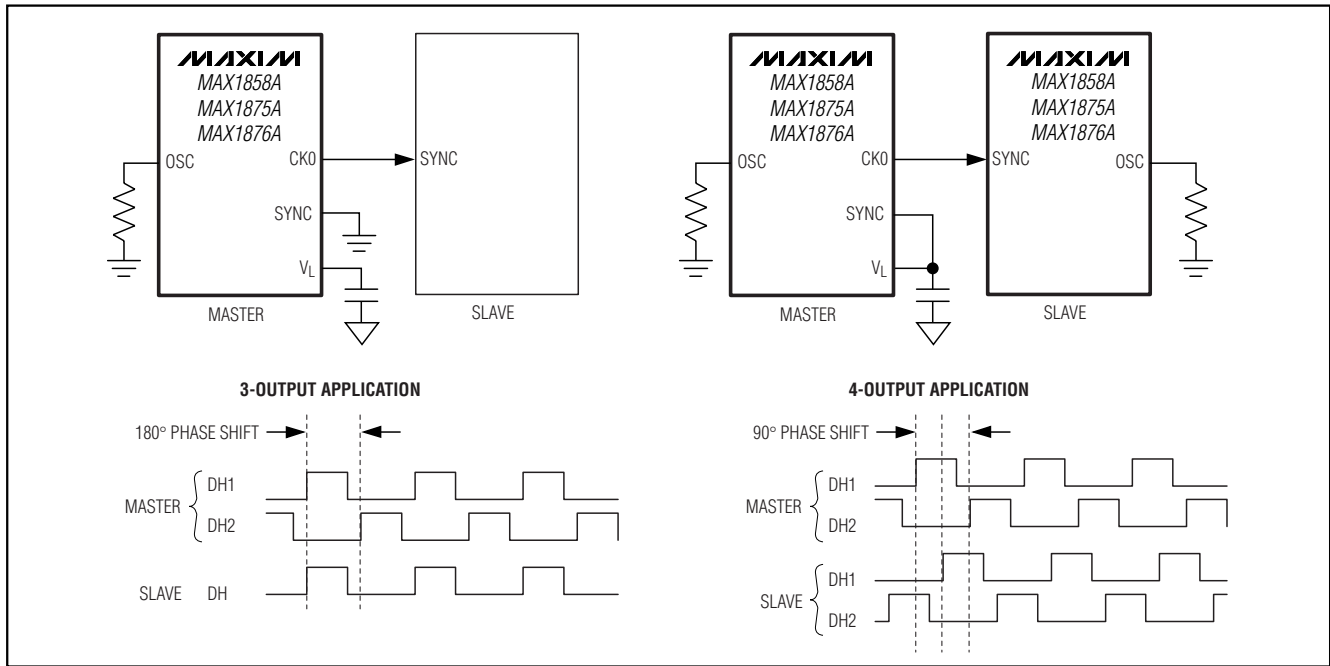 MAXIM
MAX1858A
MAX1875A
MAX1876A
OSC
CK0
SYNC
VL
MASTER
SYNC
SLAVE
MAXIM
MAX1858A
MAX1875A
MAX1876A
OSC
CK0
SYNC
VL
MASTER
MAXIM
MAX1858A
MAX1875A
MAX1876A
SYNC
OSC
SLAVE
3-OUTPUT APPLICATION
180° PHASE SHIFT
MASTER
DH1
DH2
SLAVE DH
4-OUTPUT APPLICATION
90° PHASE SHIFT
MASTER
DH1
DH2
SLAVE
DH1
DH2